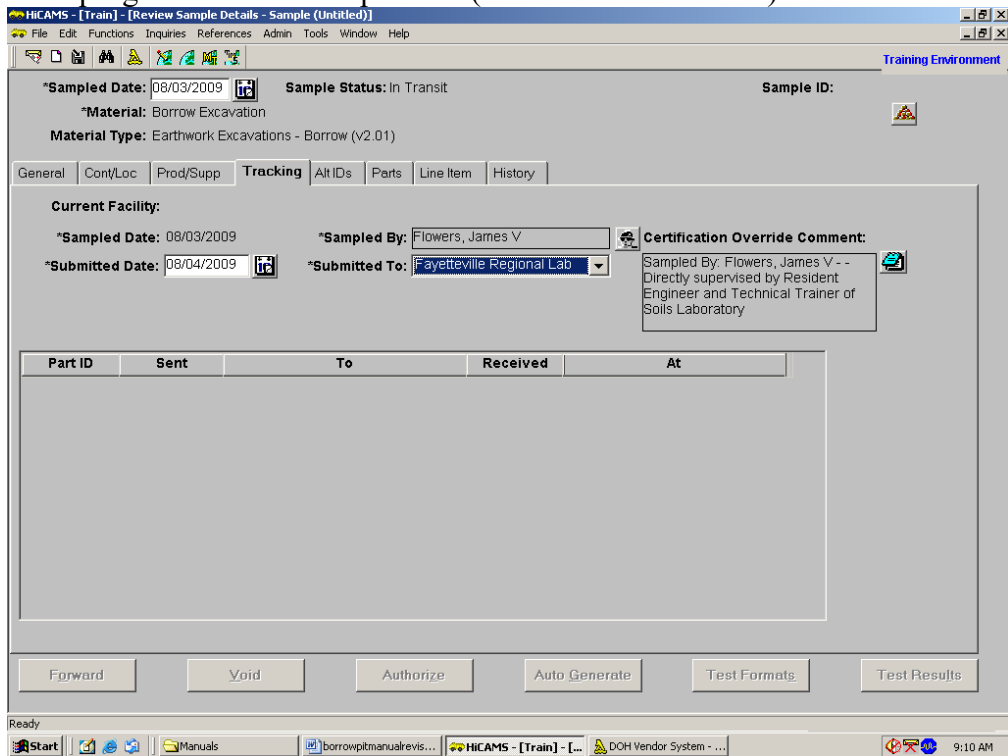 HiCAMS - [Train] - [Review Sample Details - Sample (Untitled)]
File Edit Functions Inquiries References Admin Tools Window Help
Training Environment
*Sampled Date: 08/03/2009 Sample Status: In Transit Sample ID:
*Material: Borrow Excavation
Material Type: Earthwork Excavations - Borrow (v2.01)
General Cont/Loc Prod/Supp Tracking Alt IDs Parts Line Item History
Current Facility:
*Sampled Date: 08/03/2009 *Sampled By: Flowers, James V Certification Override Comment:
*Submitted Date: 08/04/2009 *Submitted To: Fayetteville Regional Lab
Sampled By: Flowers, James V - -
Directly supervised by Resident
Engineer and Technical Trainer of
Soils Laboratory
Part ID Sent To Received At
Forward Void Authorize Auto Generate Test Formats Test Results
Ready
Start Manuals borrowpitmanualrevis... HiCAMS - [Train] - [... DOH Vendor System - ... 9:10 AM